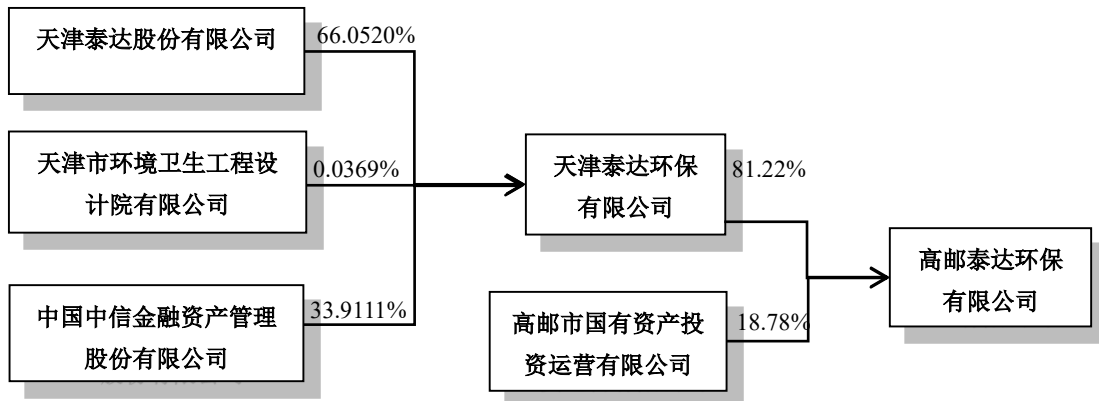 天津泰达股份有限公司
66.0520%
天津市环境卫生工程设
计院有限公司
0.0369%
中国中信金融资产管理
股份有限公司
33.9111%
天津泰达环保
有限公司
81.22%
高邮市国有资产投
资运营有限公司
18.78%
高邮泰达环保
有限公司